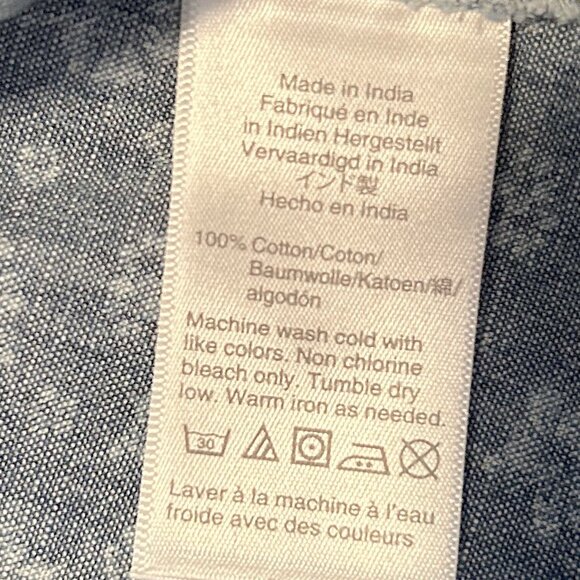 Made in India
Fabriqué en Inde
in Indien Hergestellt
Vervaardigd in India
インド製
Hecho en India
100% Cotton/Coton/
Baumwolle/Katoen/綿/
algodón
Machine wash cold with
like colors. Non chlorine
bleach only. Tumble dry
low. Warm iron as needed.
30
Laver à la machine à l'eau
froide avec des couleurs